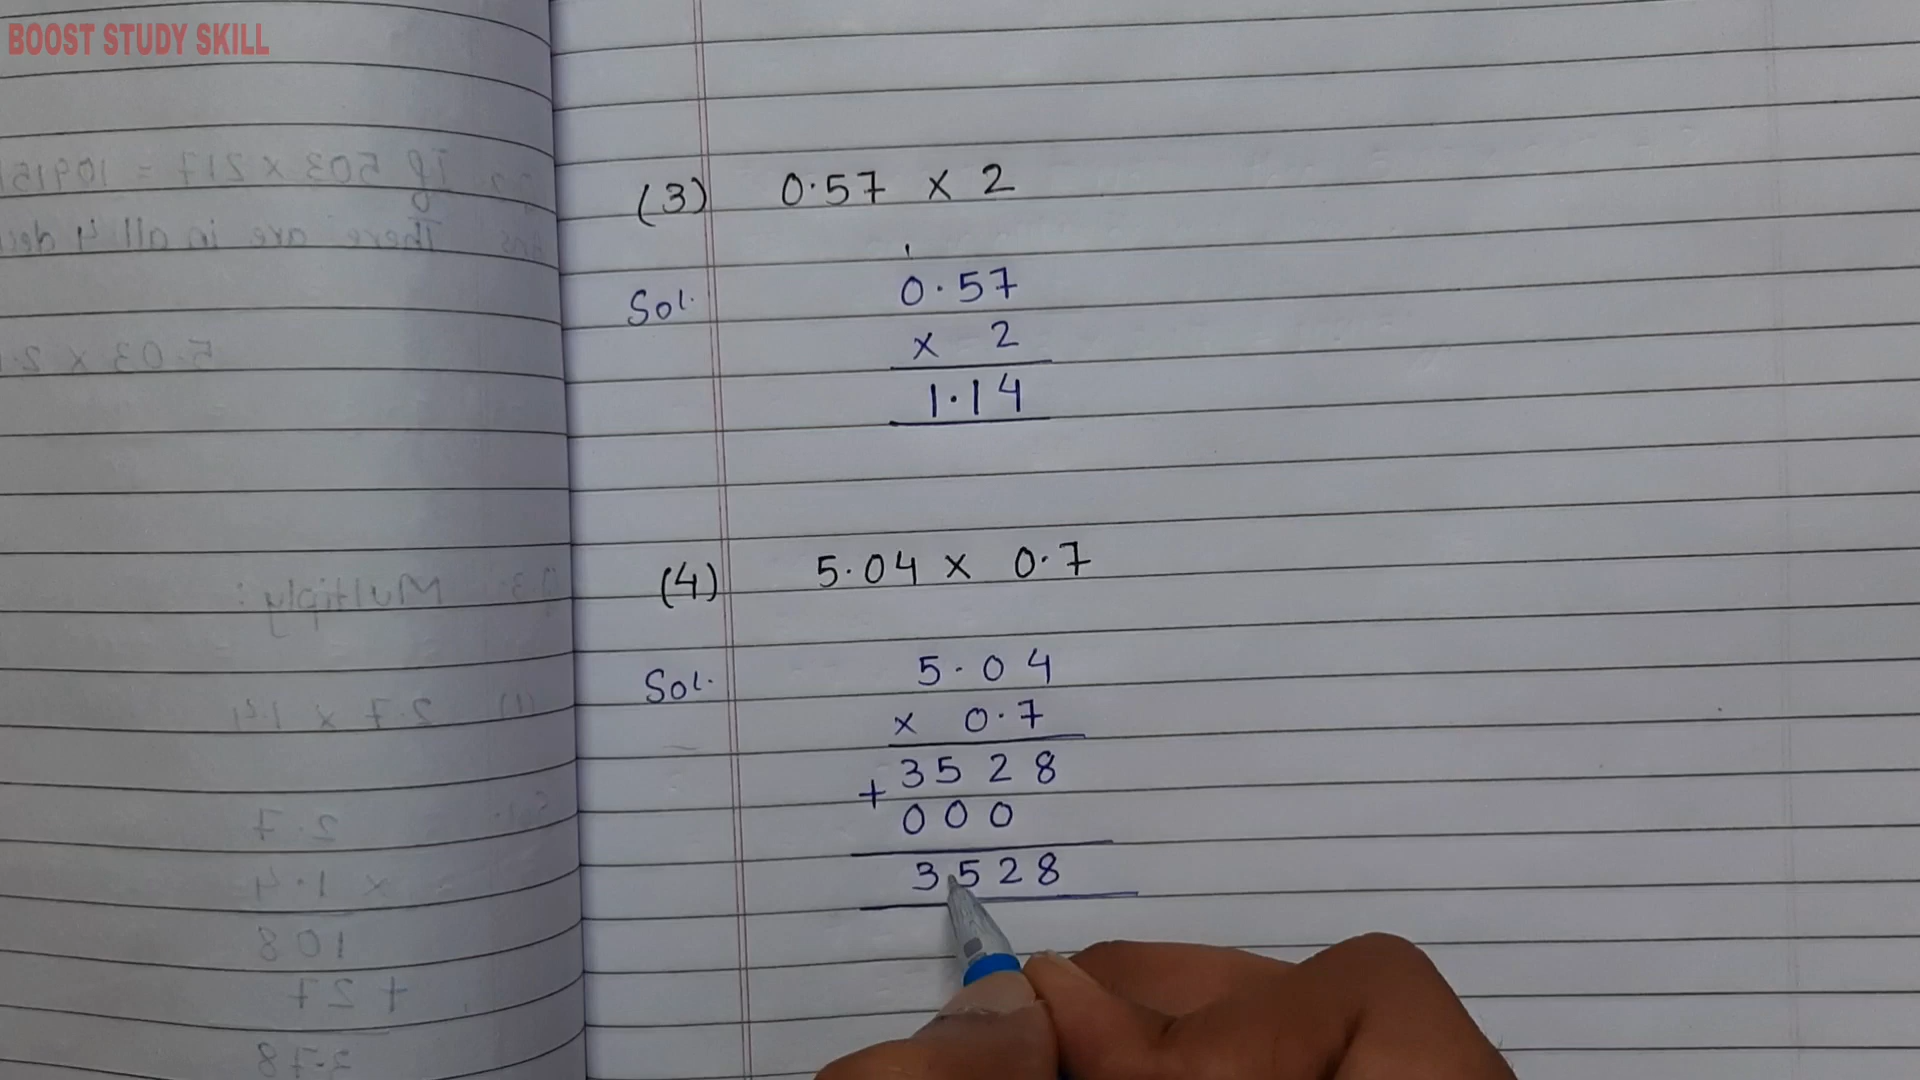 BOOST STUDY SKILL
(3) 0.57 × 2
Sol. 0.57
× 2
1.14
(4) 5.04 × 0.7
Sol. 5.04
× 0.7
3528
+
000
3528